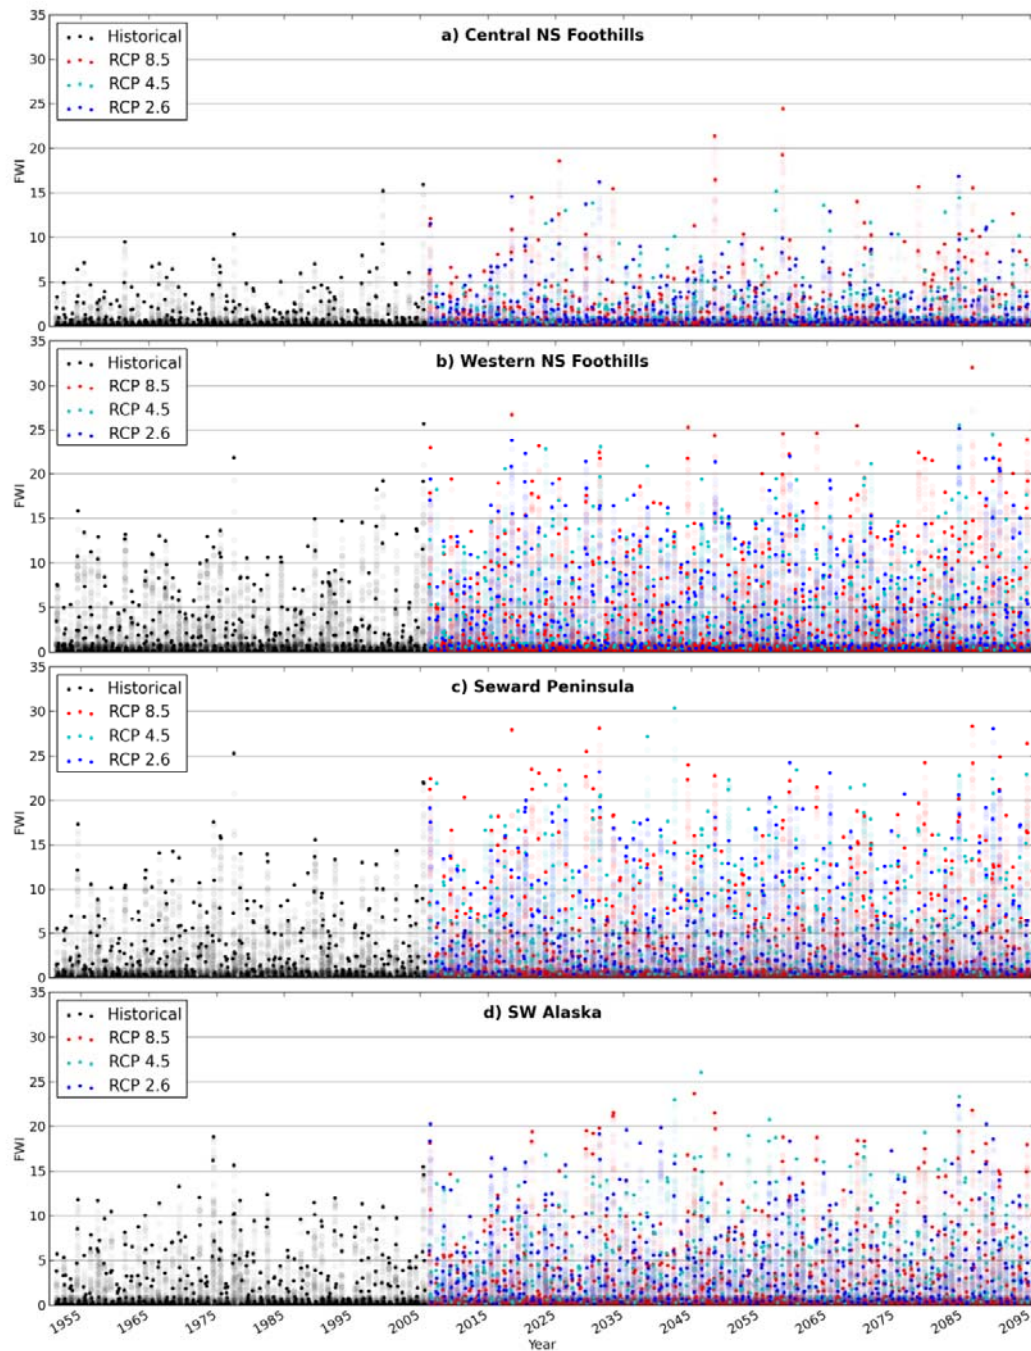 35
30
25
20
15
10
5
0
FWI
Historical
RCP 8.5
RCP 4.5
RCP 2.6
a) Central NS Foothills
35
30
25
20
15
10
5
0
FWI
Historical
RCP 8.5
RCP 4.5
RCP 2.6
b) Western NS Foothills
35
30
25
20
15
10
5
0
FWI
Historical
RCP 8.5
RCP 4.5
RCP 2.6
c) Seward Peninsula
35
30
25
20
15
10
5
0
FWI
Historical
RCP 8.5
RCP 4.5
RCP 2.6
d) SW Alaska
1955 1965 1975 1985 1995 2005 2015 2025 2035 2045 2055 2065 2075 2085 2095
Year